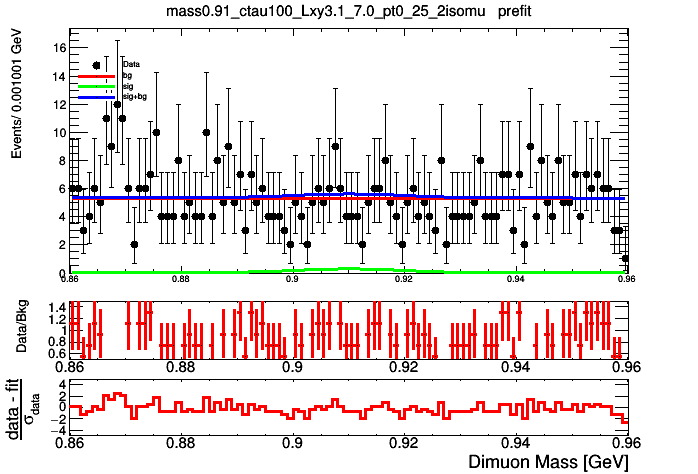 mass0.91_ctau100_Lxy3.1_7.0_pt0_25_2isomu prefit
Events/ 0.001001 GeV
16
14
12
10
8
6
4
2
0
Data
bg
sig
sig+bg
0.86 0.88 0.9 0.92 0.94 0.96
Data/Bkg
1.4
1.2
1
0.8
0.6
0.86 0.88 0.9 0.92 0.94 0.96
data - fit
σdata
4
2
0
−2
−4
0.86 0.88 0.9 0.92 0.94 0.96
Dimuon Mass [GeV]